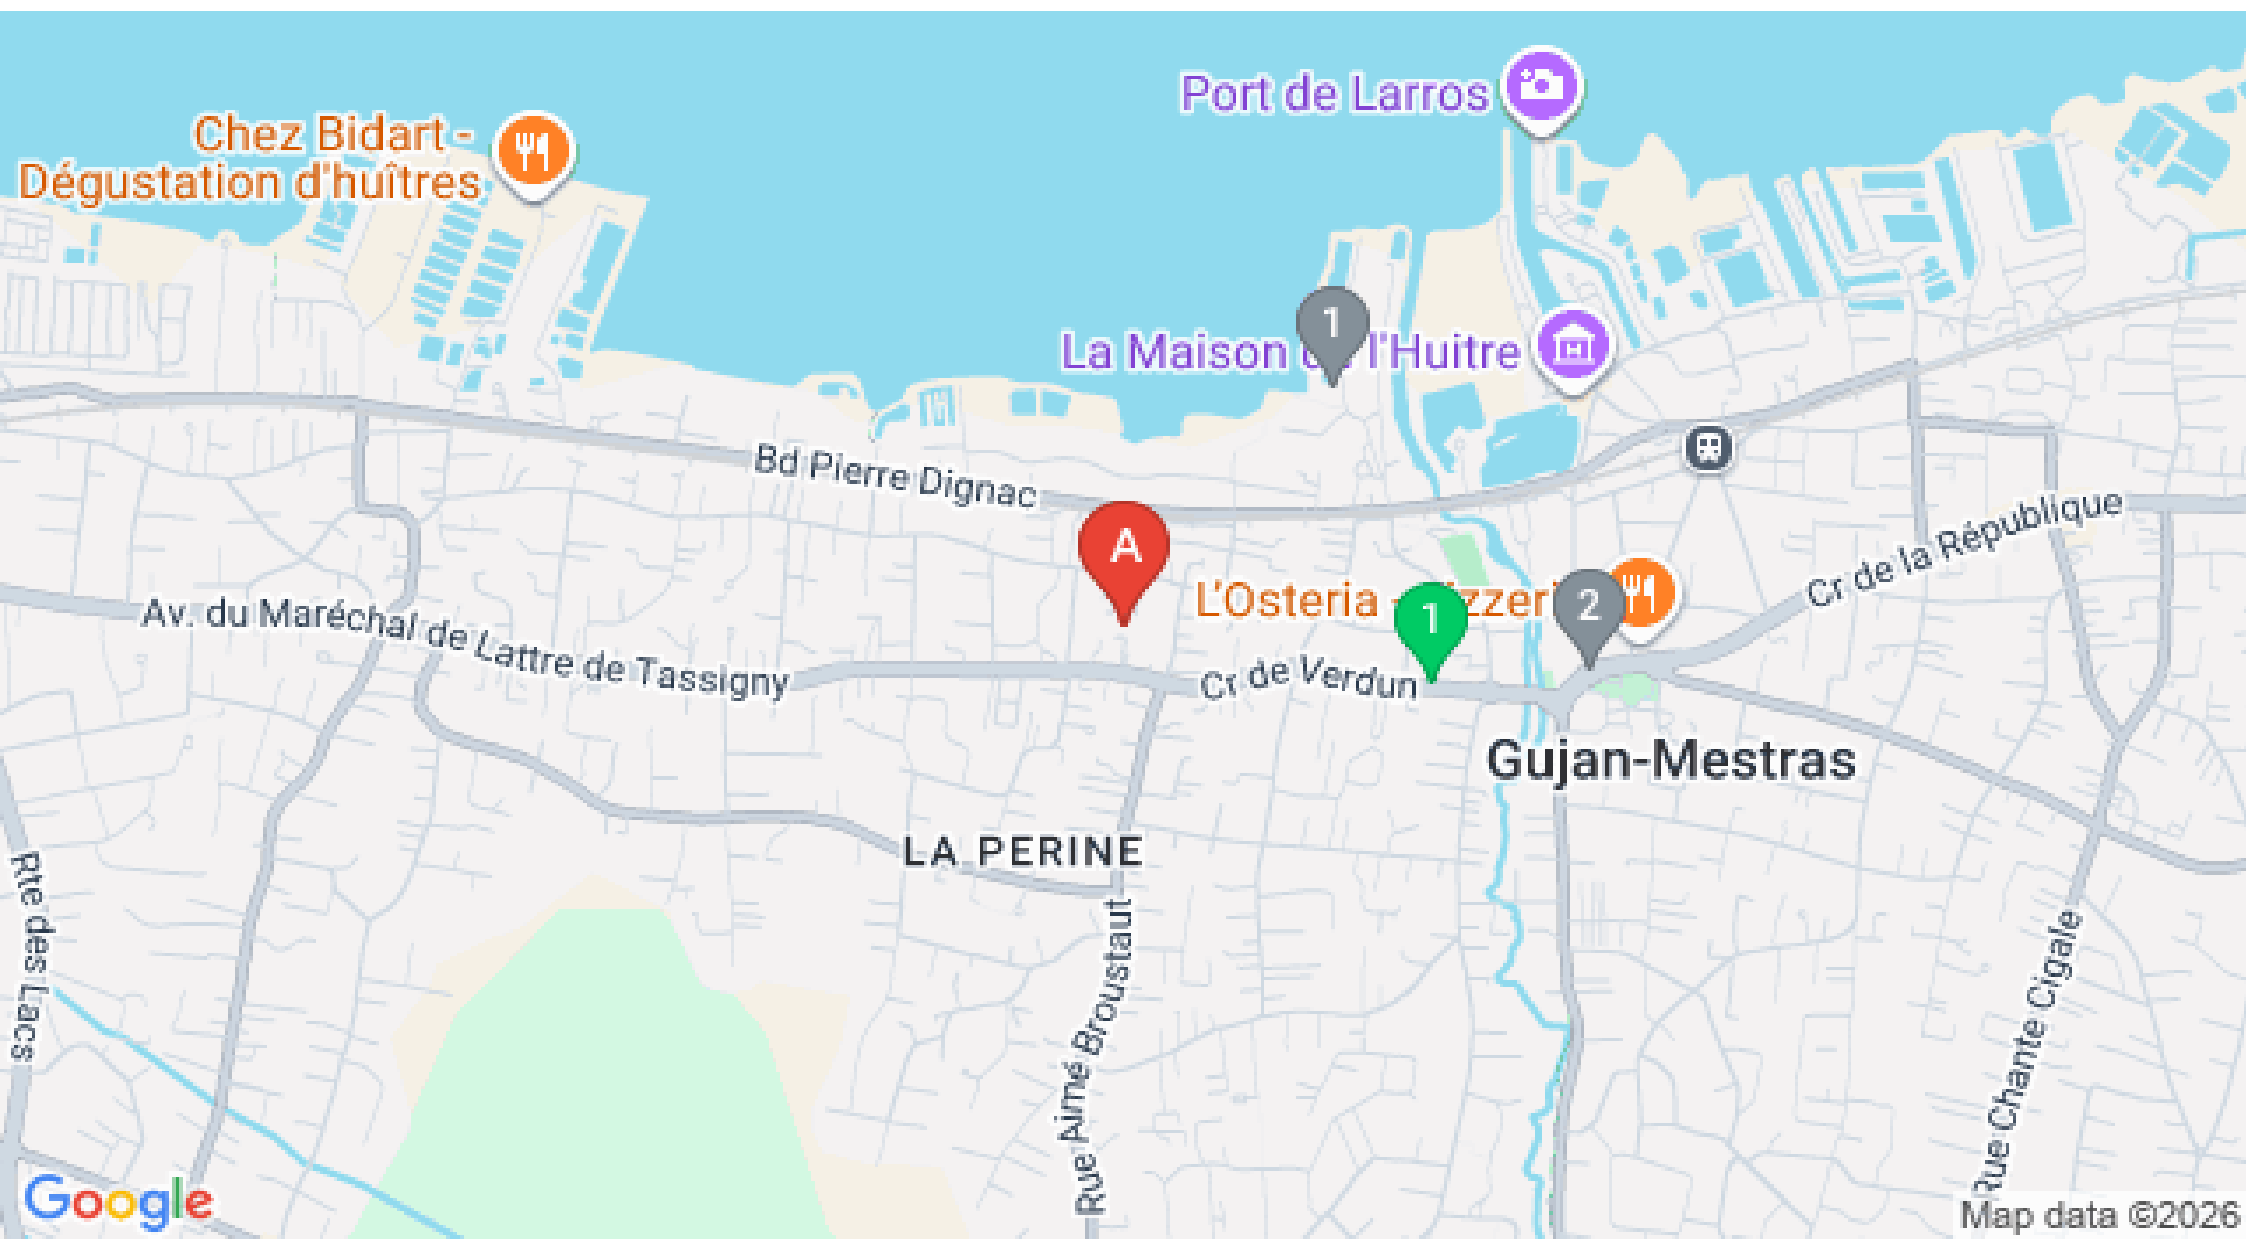 Port de Larros
Chez Bidart -
Dégustation d'huîtres
1
La Maison l'Huitre
Bd Pierre Dignac
A
Cr de la République
L'Osteria -
1
2
Av. du Maréchal de Lattre de Tassigny
Cr de Verdun
Gujan-Mestras
LA PERINE
Rte des Lacs
Rue Aimé Broustaut
Rue Chante Cigale
Google
Map data ©2026